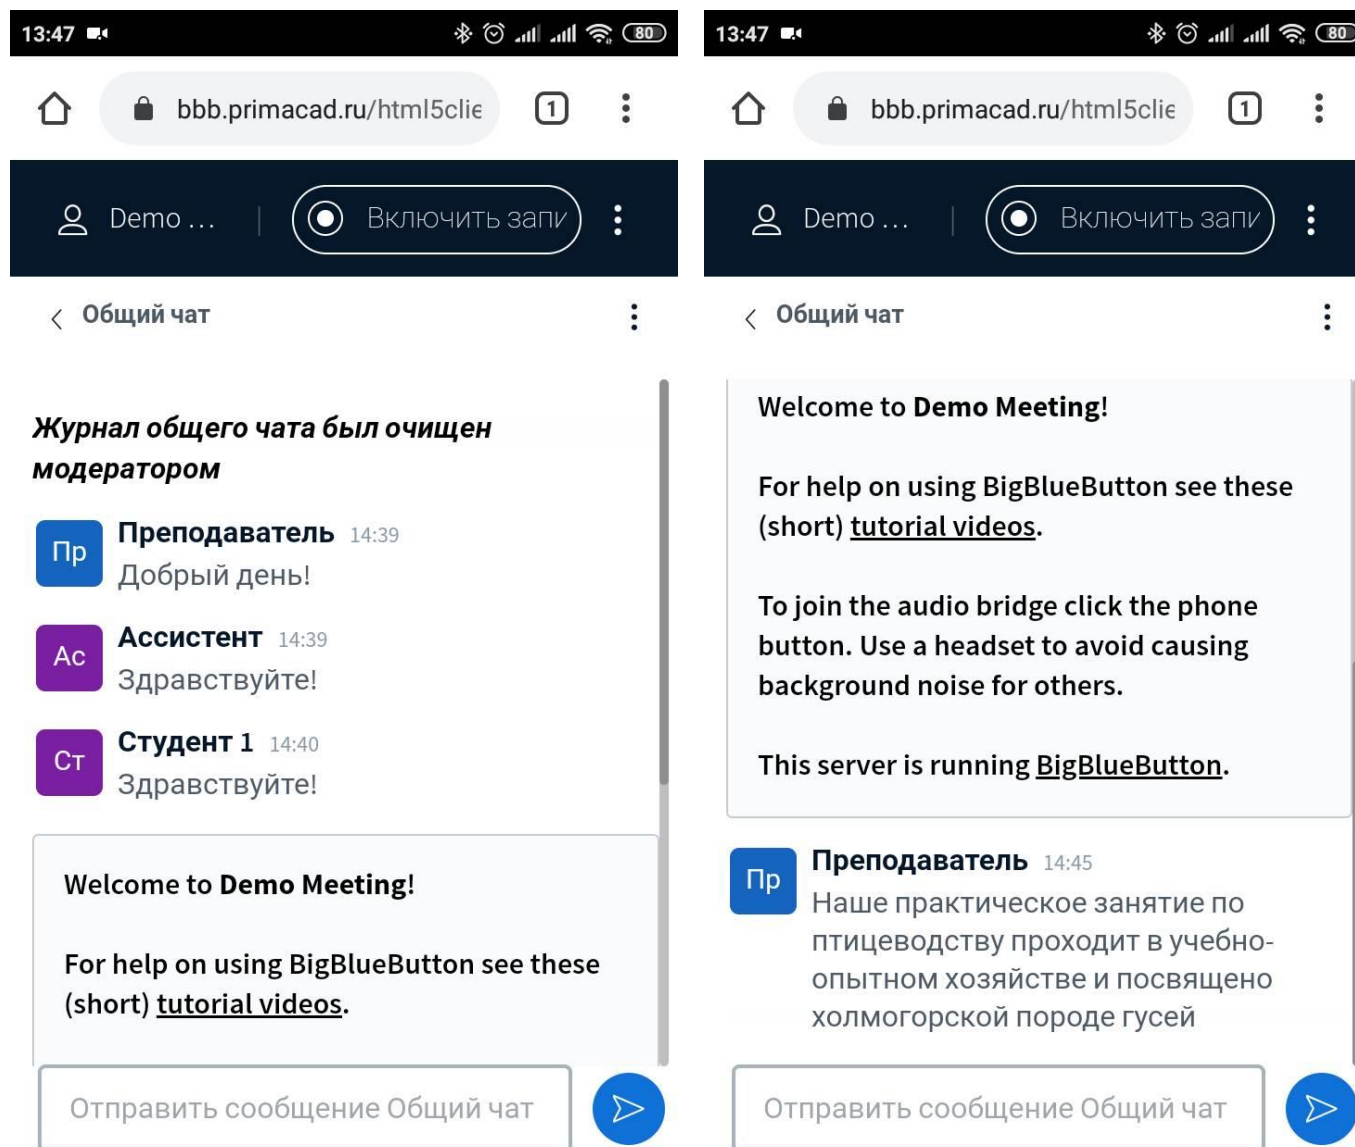 13:47
80
bbb.primacad.ru/html5clie
1
Demo ...
Включить запи
Общий чат
Журнал общего чата был очищен
модератором
Пр
Преподаватель 14:39
Добрый день!
Ас
Ассистент 14:39
Здравствуйте!
Ст
Студент 1 14:40
Здравствуйте!
Welcome to Demo Meeting!
For help on using BigBlueButton see these
(short) tutorial videos.
Отправить сообщение Общий чат
13:47
80
bbb.primacad.ru/html5clie
1
Demo ...
Включить запи
Общий чат
Welcome to Demo Meeting!
For help on using BigBlueButton see these
(short) tutorial videos.
To join the audio bridge click the phone
button. Use a headset to avoid causing
background noise for others.
This server is running BigBlueButton.
Пр
Преподаватель 14:45
Наше практическое занятие по
птицеводству проходит в учебно-
опытном хозяйстве и посвящено
холмогорской породе гусей
Отправить сообщение Общий чат